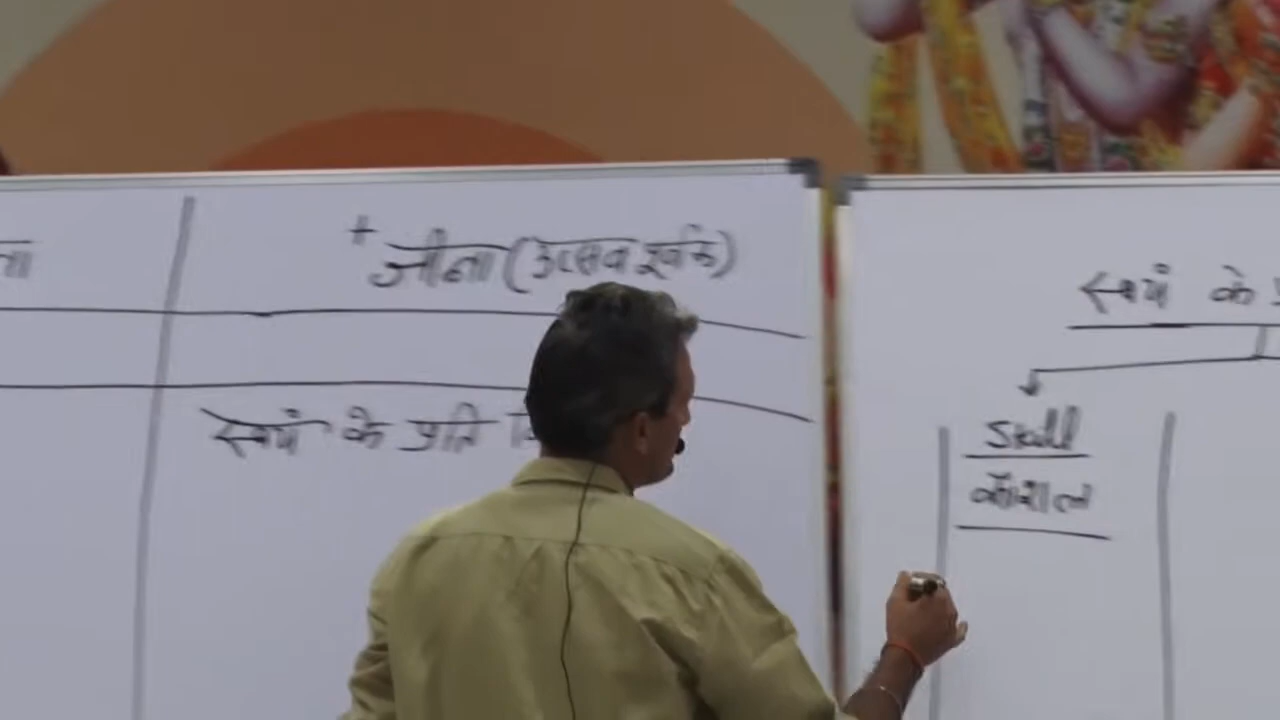 + जीना (उत्सव पूर्वक)
स्वयं के प्रति
स्वयं के
Skill
कौशल